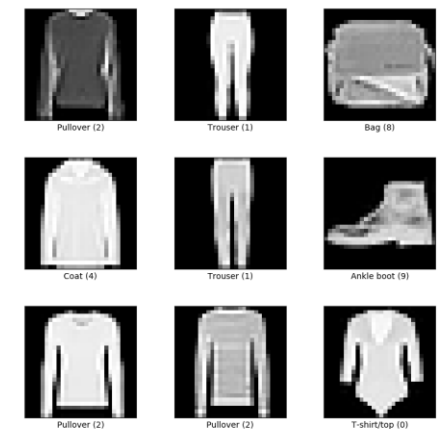 Pullover (2)
Trouser (1)
Bag (8)
Coat (4)
Trouser (1)
Ankle boot (9)
Pullover (2)
Pullover (2)
T-shirt/top (0)